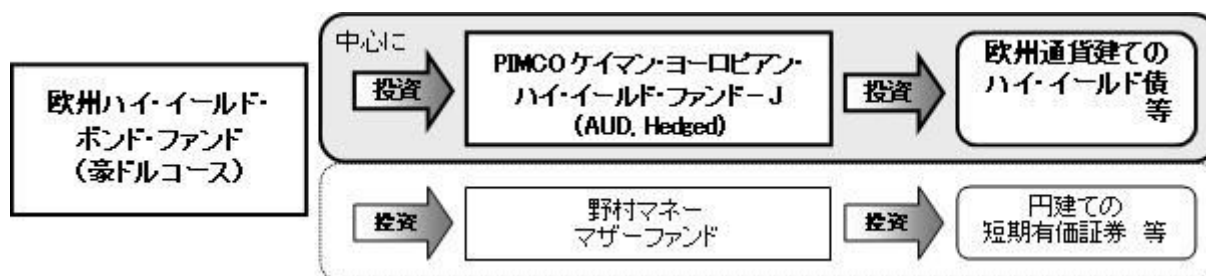 欧州ハイ・イールド・
ボンド・ファンド
（豪ドルコース）
中心に
投資
PIMCO ケイマン・ヨーロピアン・
ハイ・イールド・ファンド－J
(AUD, Hedged)
投資
欧州通貨建ての
ハイ・イールド債
等
投資
野村マネー
マザーファンド
投資
円建ての
短期有価証券 等